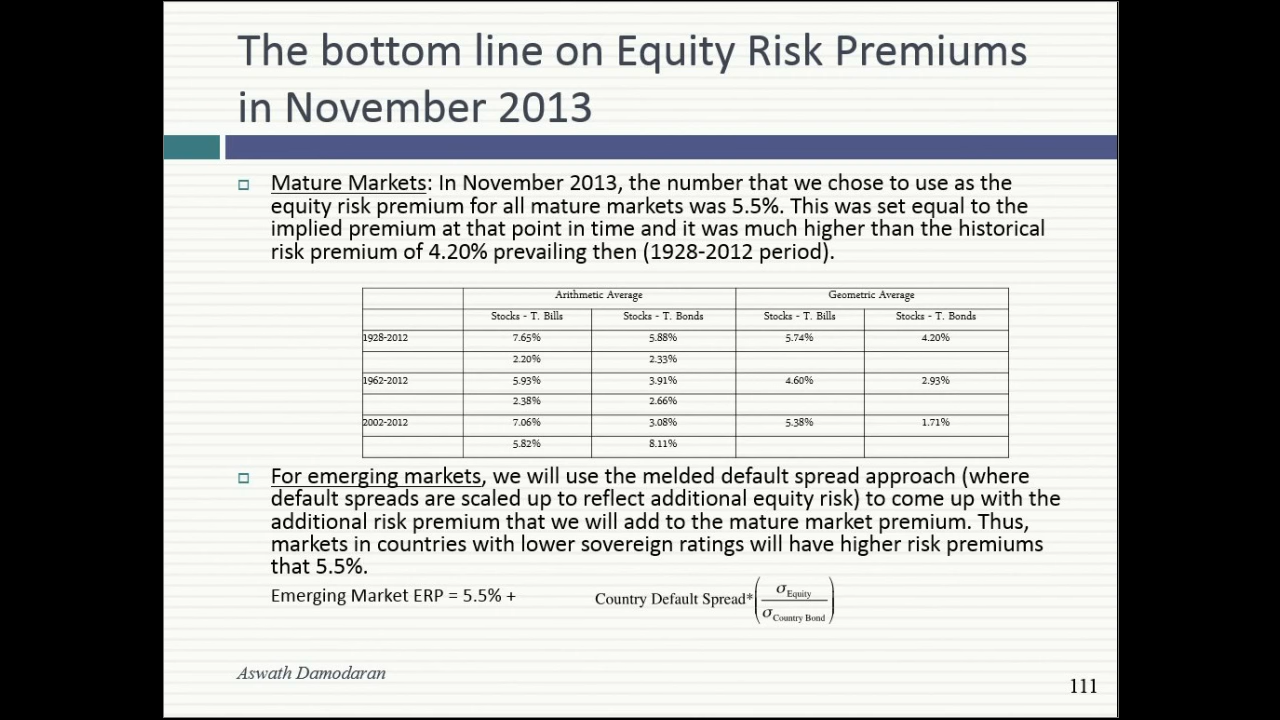 The bottom line on Equity Risk Premiums
in November 2013
Mature Markets: In November 2013, the number that we chose to use as the
equity risk premium for all mature markets was 5.5%. This was set equal to the
implied premium at that point in time and it was much higher than the historical
risk premium of 4.20% prevailing then (1928-2012 period).
Arithmetic Average Geometric Average
Stocks - T. Bills Stocks - T. Bonds Stocks - T. Bills Stocks - T. Bonds
1928-2012 7.65% 5.88% 5.74% 4.20%
2.20% 2.33%
1962-2012 5.93% 3.91% 4.60% 2.93%
2.38% 2.66%
2002-2012 7.06% 3.08% 5.38% 1.71%
5.82% 8.11%
For emerging markets, we will use the melded default spread approach (where
default spreads are scaled up to reflect additional equity risk) to come up with the
additional risk premium that we will add to the mature market premium. Thus,
markets in countries with lower sovereign ratings will have higher risk premiums
that 5.5%.
Emerging Market ERP = 5.5% + Country Default Spread*(σ Equity / σ Country Bond)
Aswath Damodaran
111